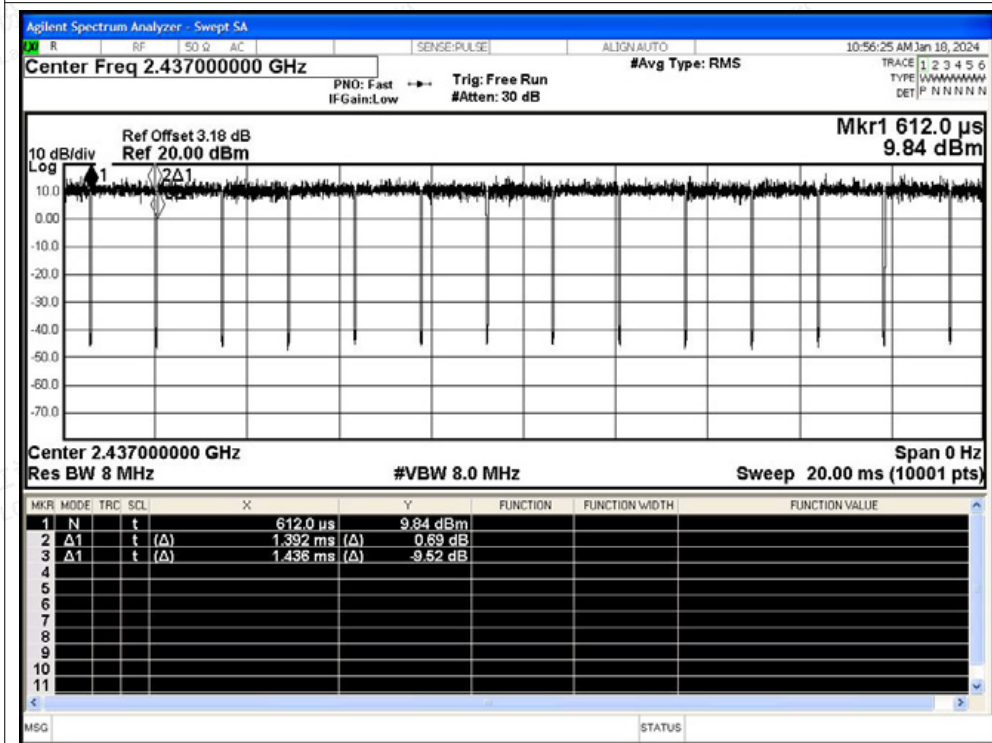 Agilent Spectrum Analyzer - Swept SA
LXI R RF 50 Ω AC SENSE:PULSE ALIGN AUTO 10:56:25 AM Jan 18, 2024
Center Freq 2.437000000 GHz #Avg Type: RMS TRACE 1 2 3 4 5 6
PNO: Fast Trig: Free Run TYPE WWWWWW
IFGain:Low #Atten: 30 dB DET P N N N N N
Mkr1 612.0 µs
Ref Offset 3.18 dB
10 dB/div Ref 20.00 dBm 9.84 dBm
Log
1 2Δ1
10.0
0.00
-10.0
-20.0
-30.0
-40.0
-50.0
-60.0
-70.0
Center 2.437000000 GHz Span 0 Hz
Res BW 8 MHz #VBW 8.0 MHz Sweep 20.00 ms (10001 pts)
MKR MODE TRC SCL X Y FUNCTION FUNCTION WIDTH FUNCTION VALUE
1 N t 612.0 µs 9.84 dBm
2 Δ1 t (Δ) 1.392 ms (Δ) 0.69 dB
3 Δ1 t (Δ) 1.436 ms (Δ) -9.52 dB
4
5
6
7
8
9
10
11
MSG STATUS